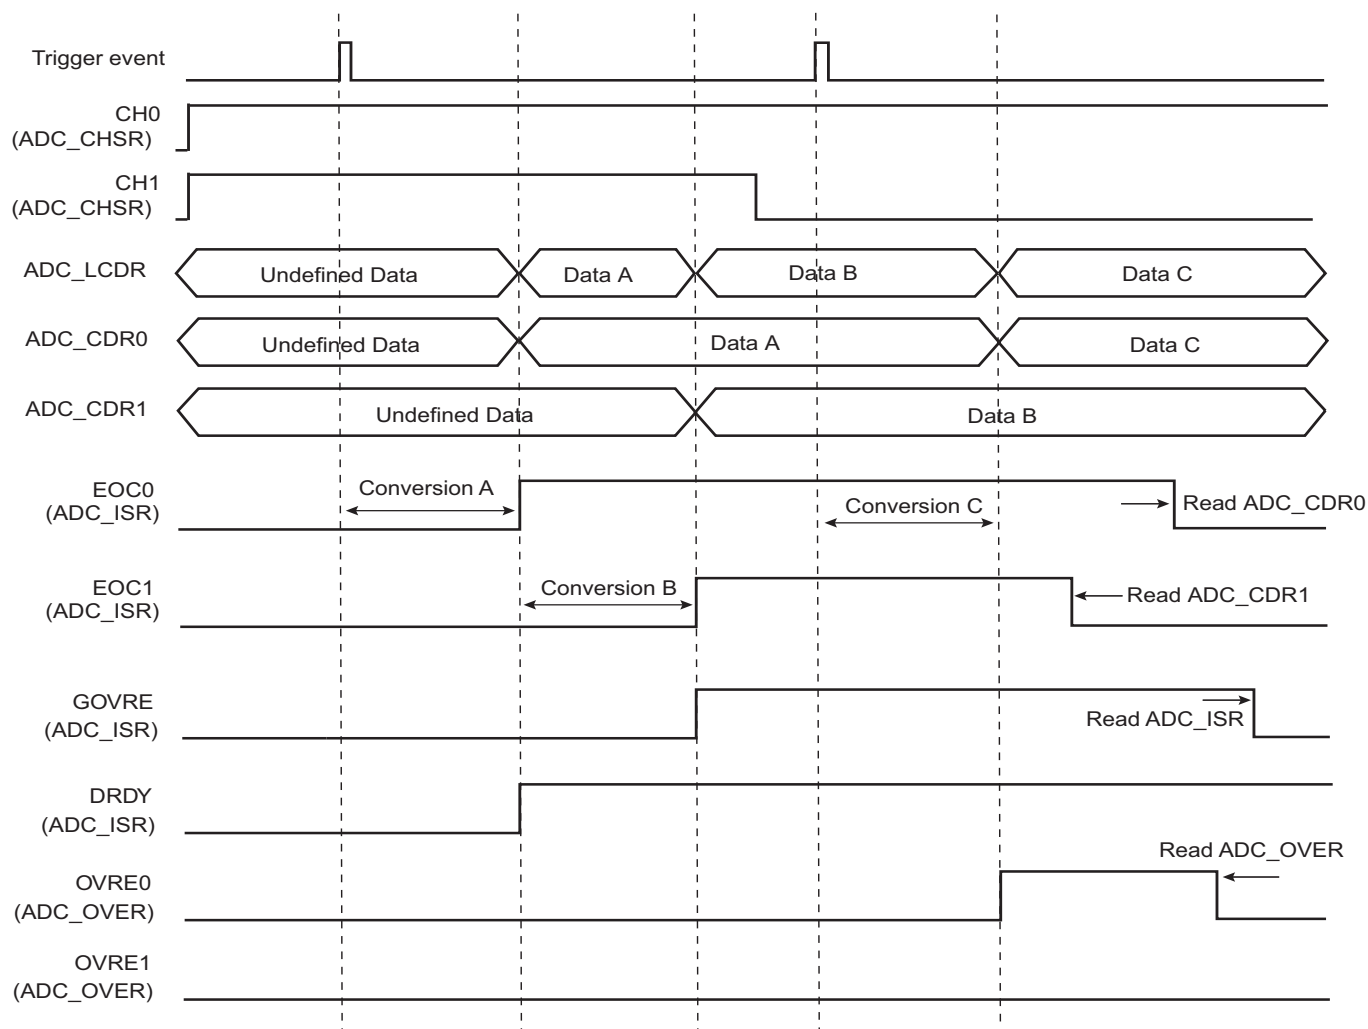 Trigger event
CH0
(ADC_CHSR)
CH1
(ADC_CHSR)
ADC_LCDR
Undefined Data
Data A
Data B
Data C
ADC_CDR0
Undefined Data
Data A
Data C
ADC_CDR1
Undefined Data
Data B
EOC0
(ADC_ISR)
Conversion A
Conversion C
Read ADC_CDR0
EOC1
(ADC_ISR)
Conversion B
Read ADC_CDR1
GOVRE
(ADC_ISR)
Read ADC_ISR
DRDY
(ADC_ISR)
Read ADC_OVER
OVRE0
(ADC_OVER)
OVRE1
(ADC_OVER)